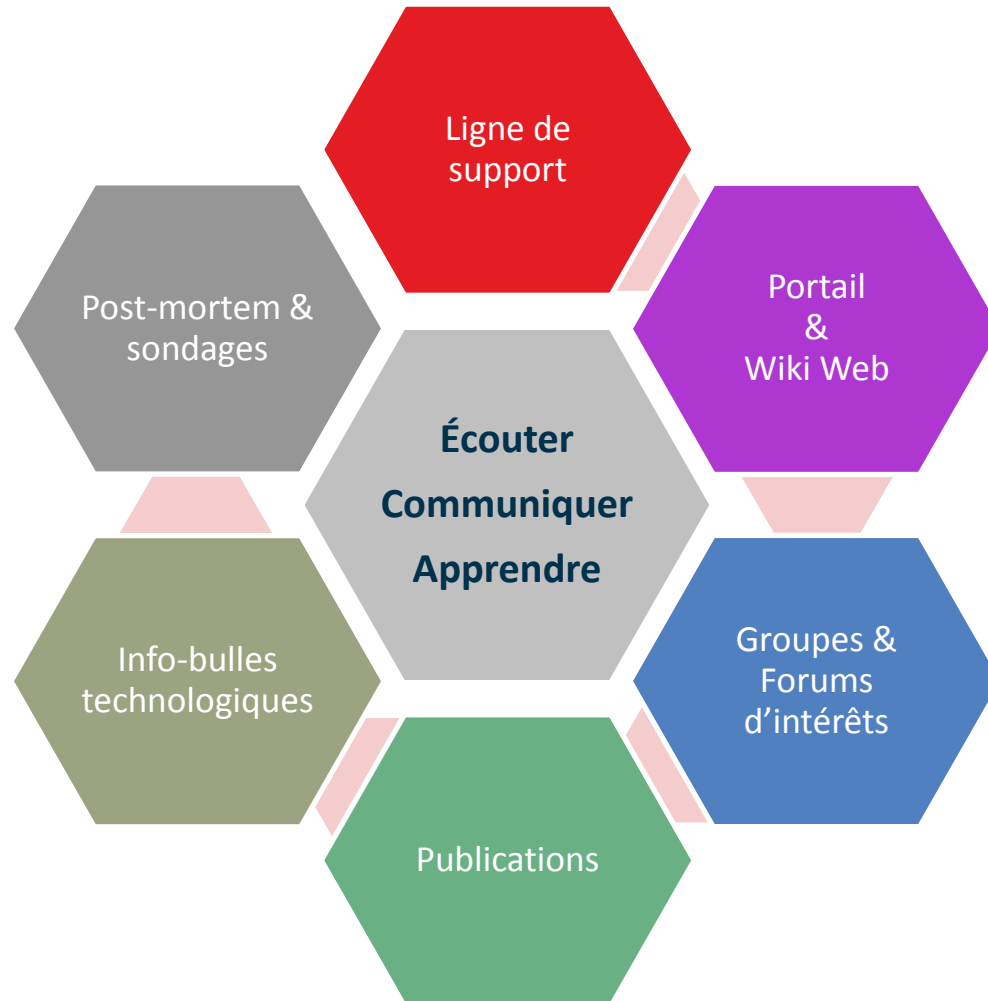 Ligne de
support
Portail
&
Wiki Web
Post-mortem &
sondages
Écouter
Communiquer
Apprendre
Groupes &
Forums
d’intérêts
Info-bulles
technologiques
Publications